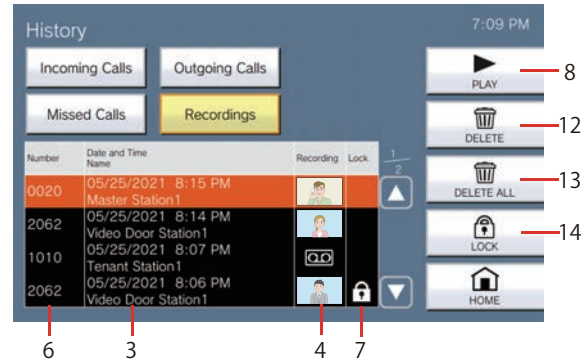 History
7:09 PM
Incoming Calls
Outgoing Calls
Missed Calls
Recordings
Number
Date and Time
Name
Recording
Lock
1
2
0020
05/25/2021 8:15 PM
Master Station1
2062
05/25/2021 8:14 PM
Video Door Station1
1010
05/25/2021 8:07 PM
Tenant Station1
2062
05/25/2021 8:06 PM
Video Door Station1
PLAY
DELETE
DELETE ALL
LOCK
HOME
8
12
13
14
6
3
4
7